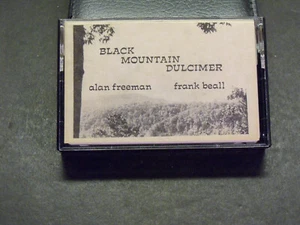 BLACK
MOUNTAIN
DULCIMER
alan freeman frank beall